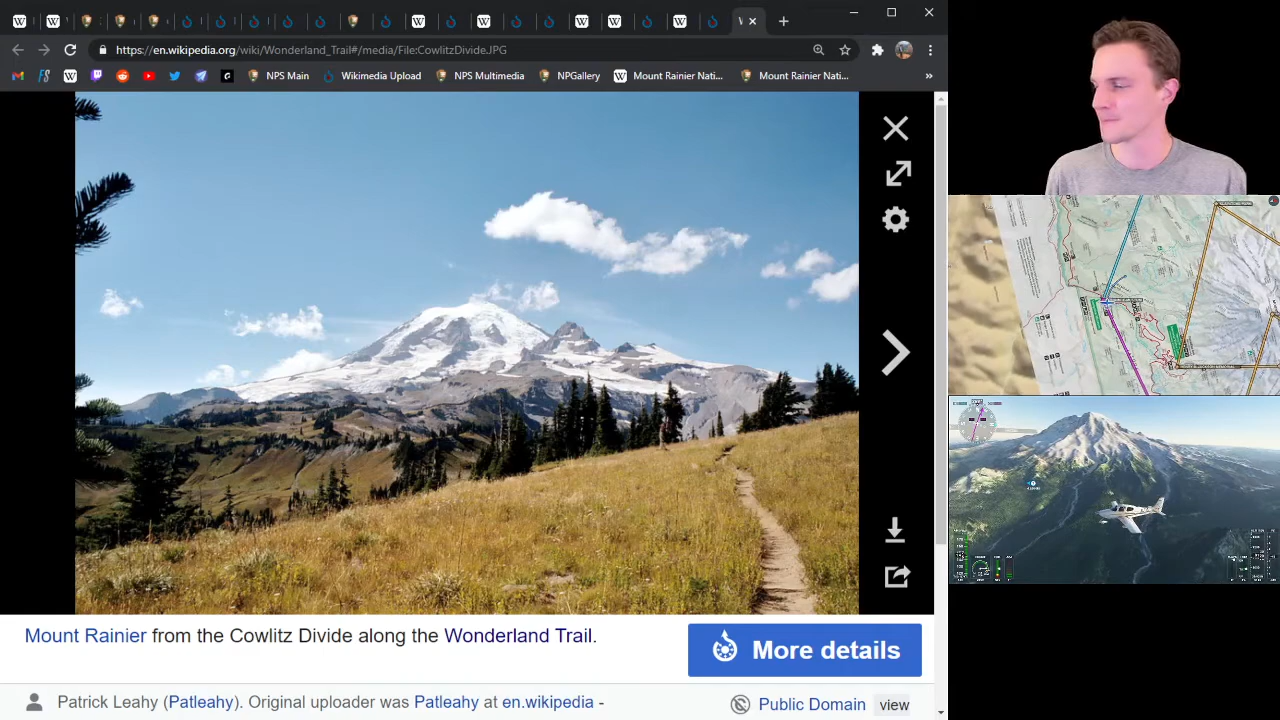 https://en.wikipedia.org/wiki/Wonderland_Trail#/media/File:CowlitzDivide.JPG
NPS Main
Wikimedia Upload
NPS Multimedia
NPGallery
Mount Rainier Nati...
Mount Rainier Nati...
»
Mount Rainier from the Cowlitz Divide along the Wonderland Trail.
More details
Patrick Leahy (Patleahy). Original uploader was Patleahy at en.wikipedia -
Public Domain
view